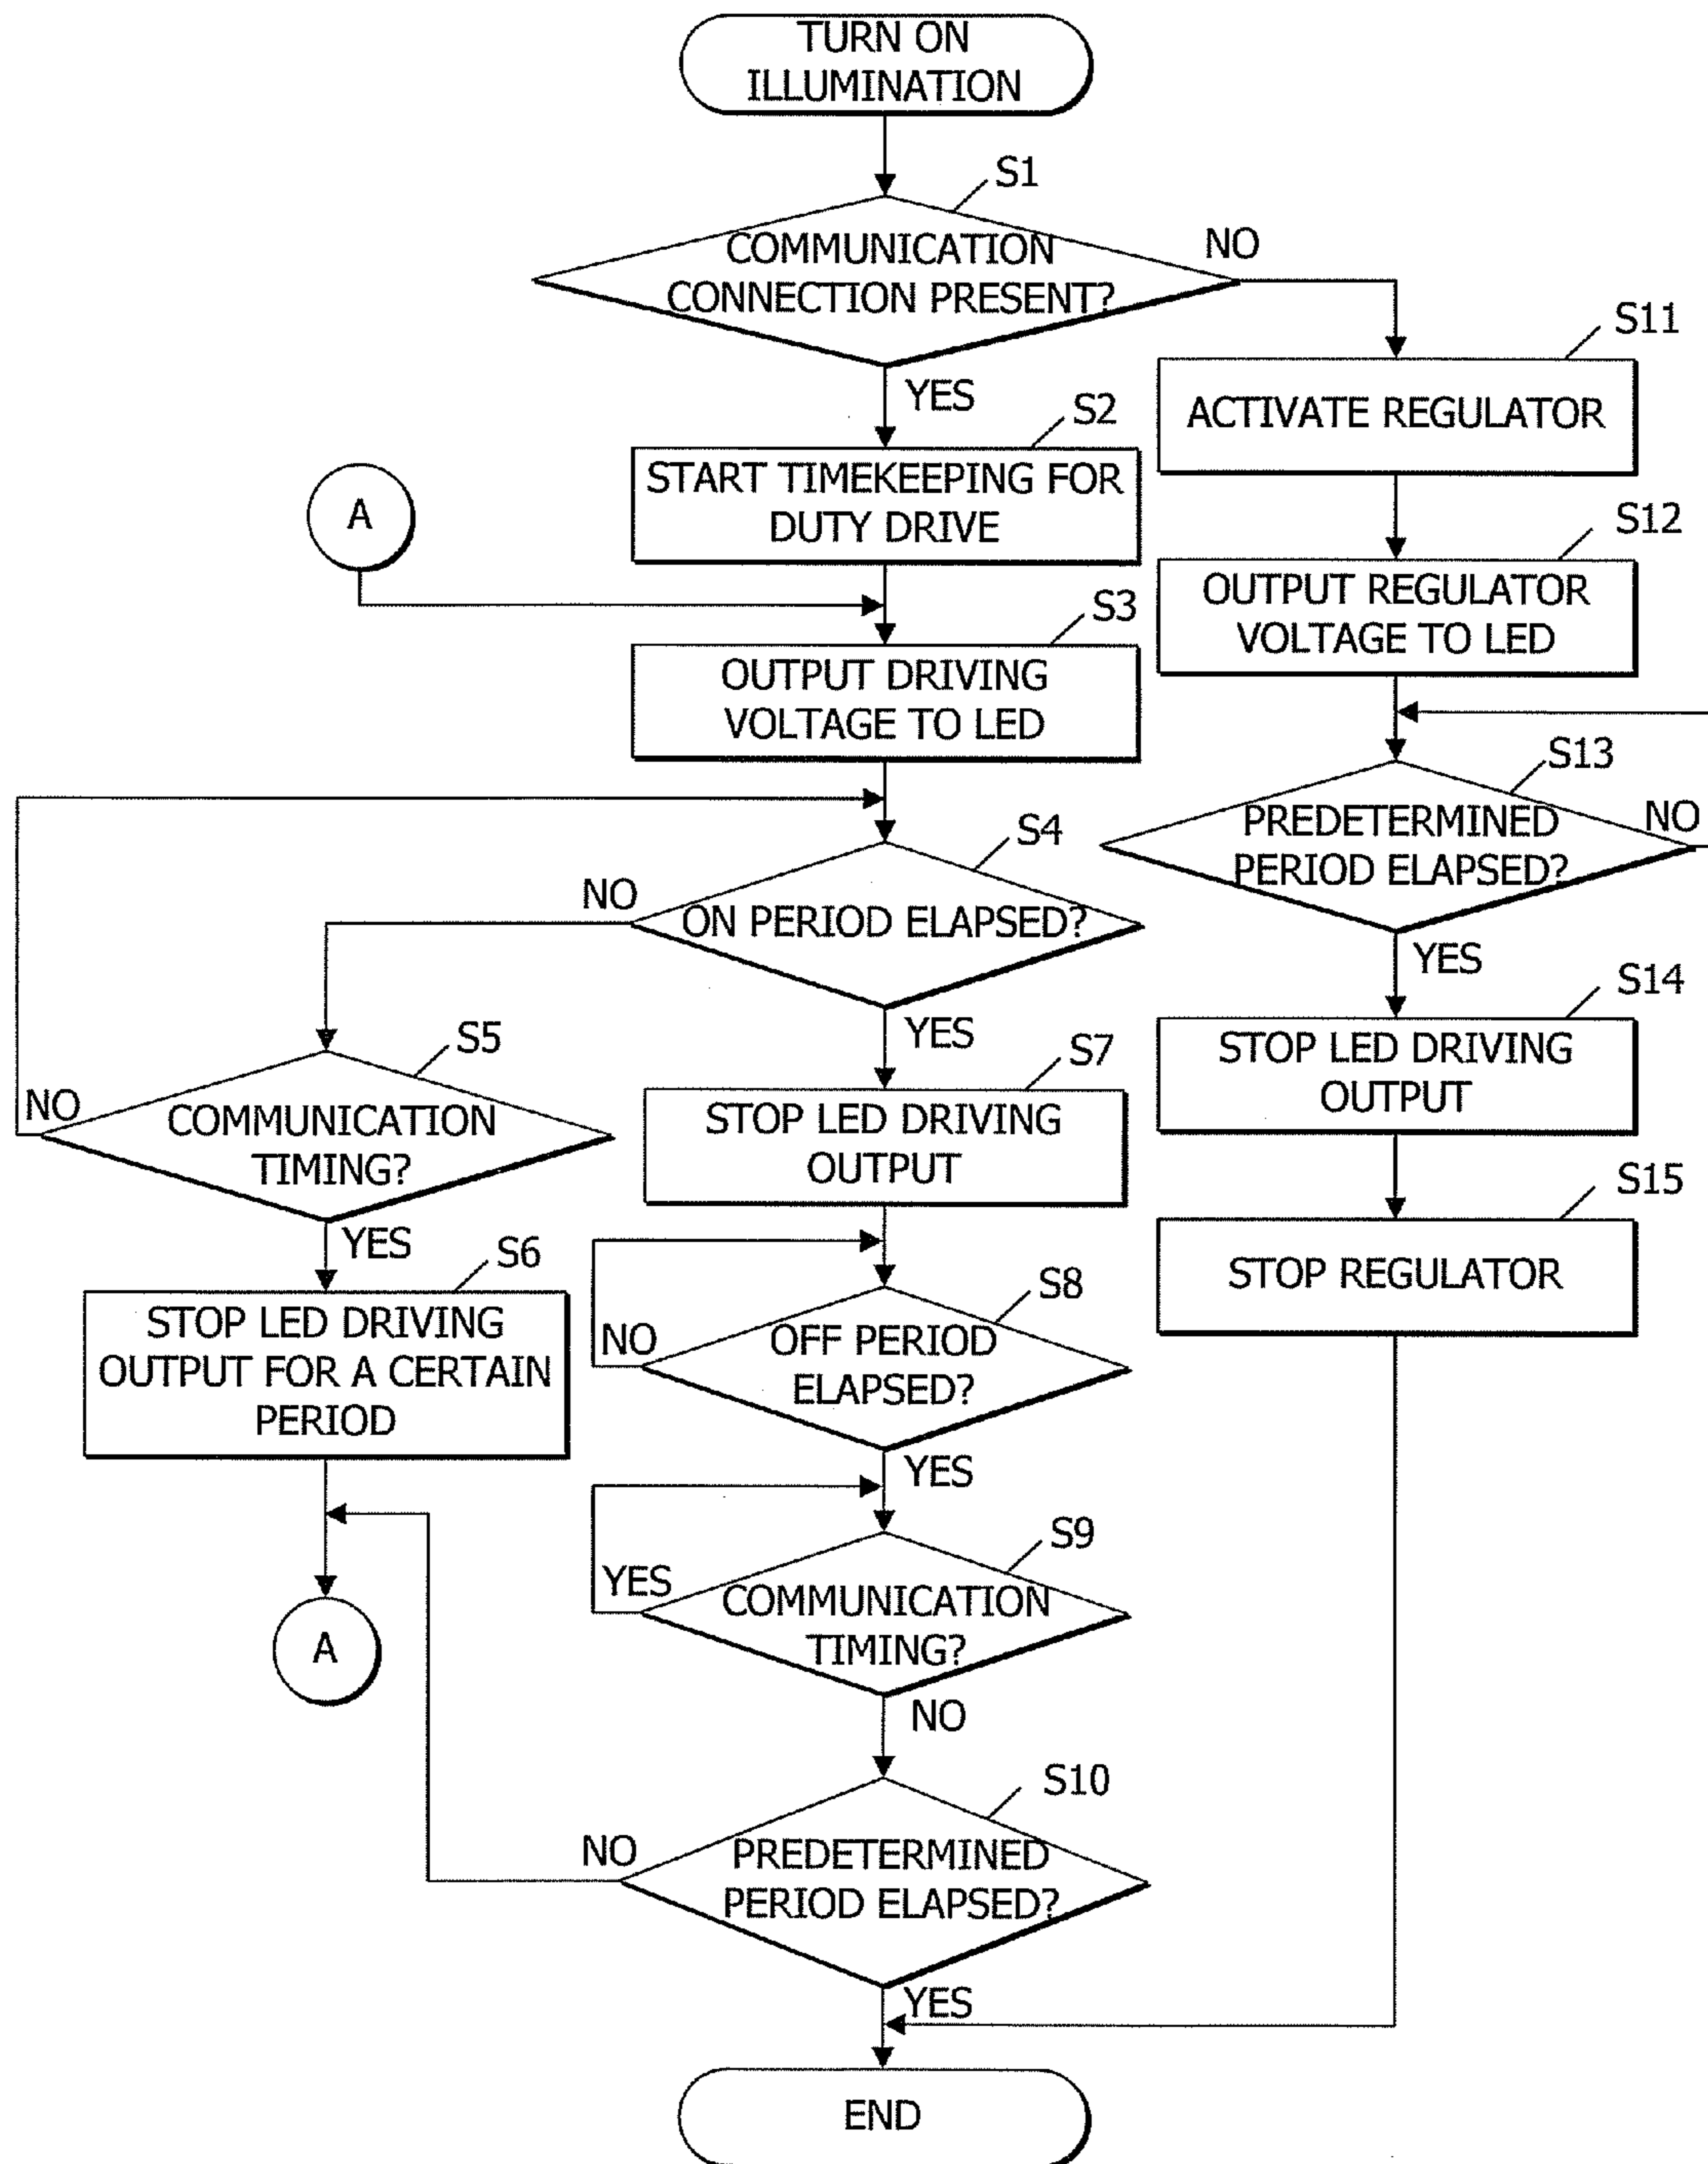 TURN ON
ILLUMINATION
S1
COMMUNICATION
CONNECTION PRESENT?
NO
YES
S11
ACTIVATE REGULATOR
S2
START TIMEKEEPING FOR
DUTY DRIVE
A
S12
OUTPUT REGULATOR
VOLTAGE TO LED
S3
OUTPUT DRIVING
VOLTAGE TO LED
S13
PREDETERMINED
PERIOD ELAPSED?
NO
YES
S4
ON PERIOD ELAPSED?
NO
YES
S14
STOP LED DRIVING
OUTPUT
S5
COMMUNICATION
TIMING?
NO
YES
S7
STOP LED DRIVING
OUTPUT
S15
STOP REGULATOR
S6
STOP LED DRIVING
OUTPUT FOR A CERTAIN
PERIOD
S8
OFF PERIOD
ELAPSED?
NO
YES
S9
COMMUNICATION
TIMING?
YES
NO
A
S10
PREDETERMINED
PERIOD ELAPSED?
NO
YES
END